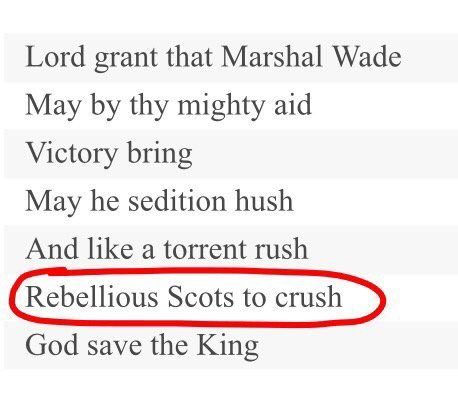 Lord grant that Marshal Wade
May by thy mighty aid
Victory bring
May he sedition hush
And like a torrent rush
Rebellious Scots to crush
God save the King